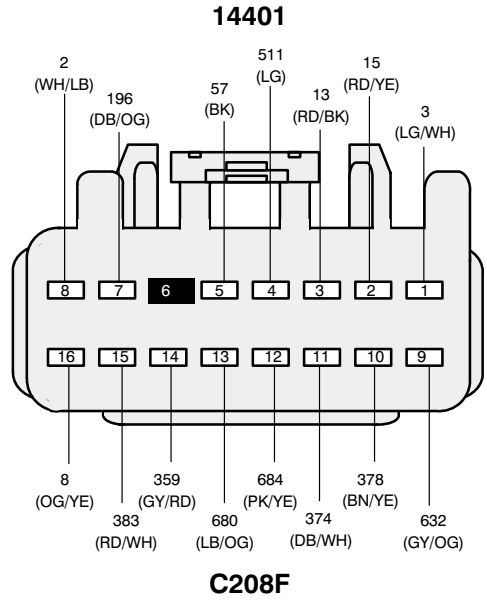 14401
2
(WH/LB)
196
(DB/OG)
57
(BK)
511
(LG)
13
(RD/BK)
15
(RD/YE)
3
(LG/WH)
8 7 6 5 4 3 2 1
16 15 14 13 12 11 10 9
8
(OG/YE)
383
(RD/WH)
359
(GY/RD)
680
(LB/OG)
684
(PK/YE)
374
(DB/WH)
378
(BN/YE)
632
(GY/OG)
C208F